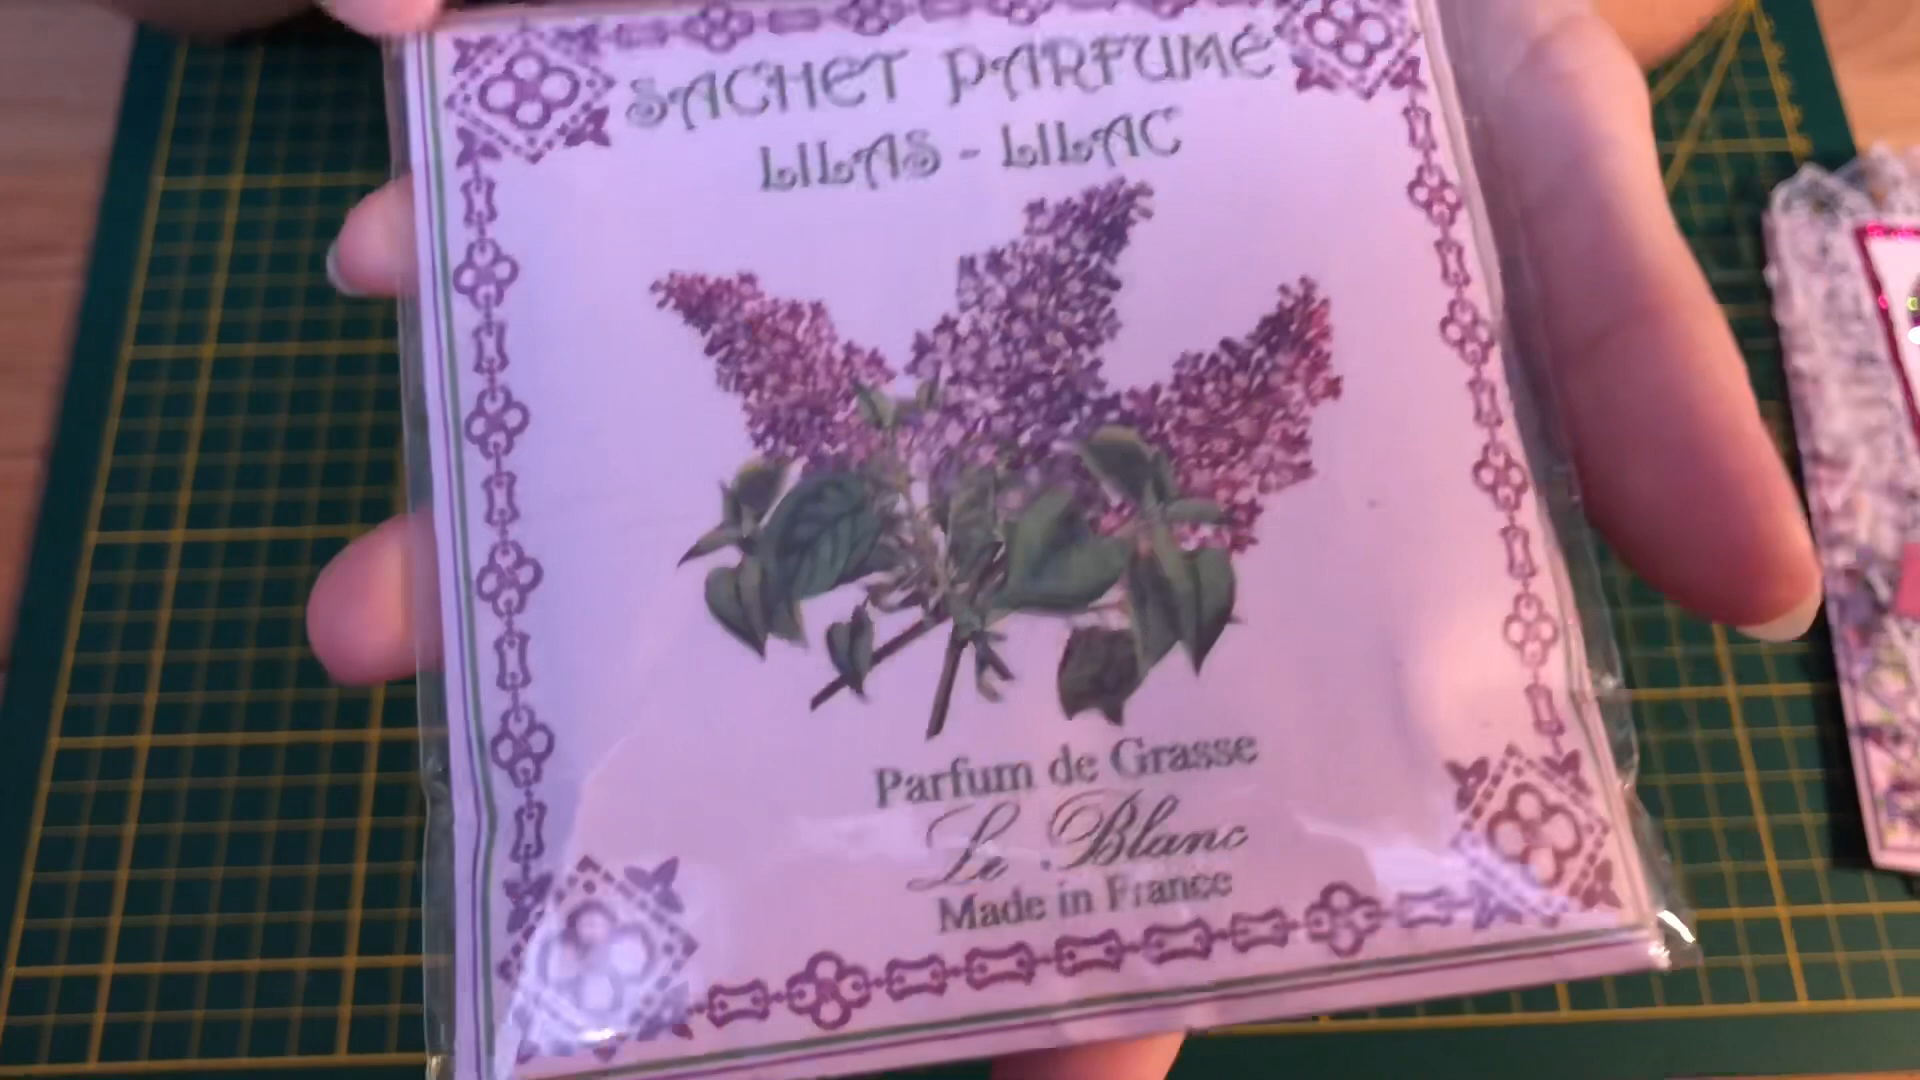 SACHET PARFUMÉ
LILAS - LILAC
Parfum de Grasse
Le Blanc
Made in France